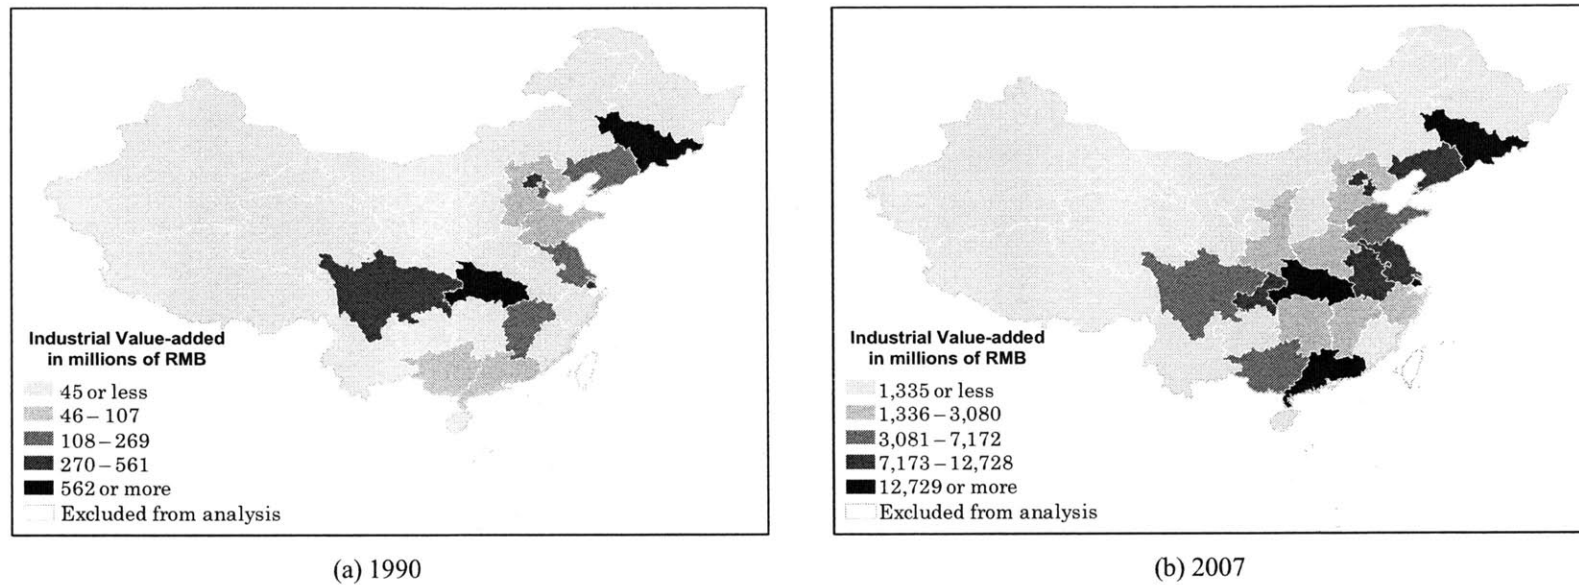 Industrial Value-added
in millions of RMB
45 or less
46 – 107
108 – 269
270 – 561
562 or more
Excluded from analysis
(a) 1990
Industrial Value-added
in millions of RMB
1,335 or less
1,336 – 3,080
3,081 – 7,172
7,173 – 12,728
12,729 or more
Excluded from analysis
(b) 2007